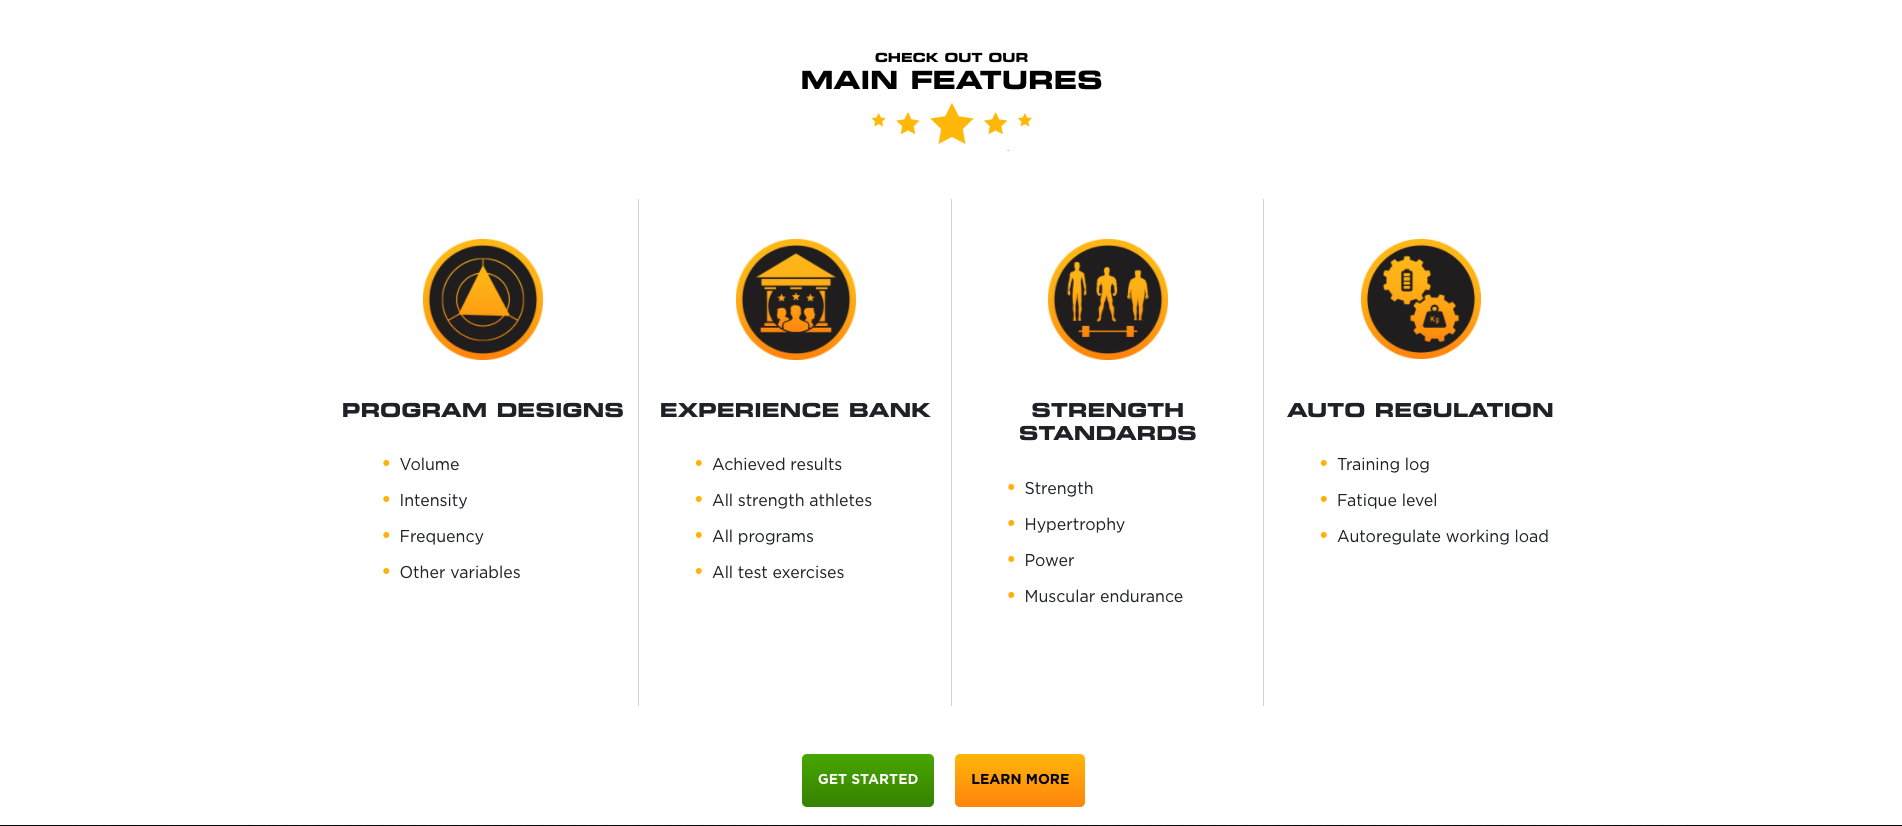 CHECK OUT OUR
MAIN FEATURES
Kg
PROGRAM DESIGNS
Volume
Intensity
Frequency
Other variables
EXPERIENCE BANK
Achieved results
All strength athletes
All programs
All test exercises
STRENGTH
STANDARDS
Strength
Hypertrophy
Power
Muscular endurance
AUTO REGULATION
Training log
Fatique level
Autoregulate working load
GET STARTED
LEARN MORE